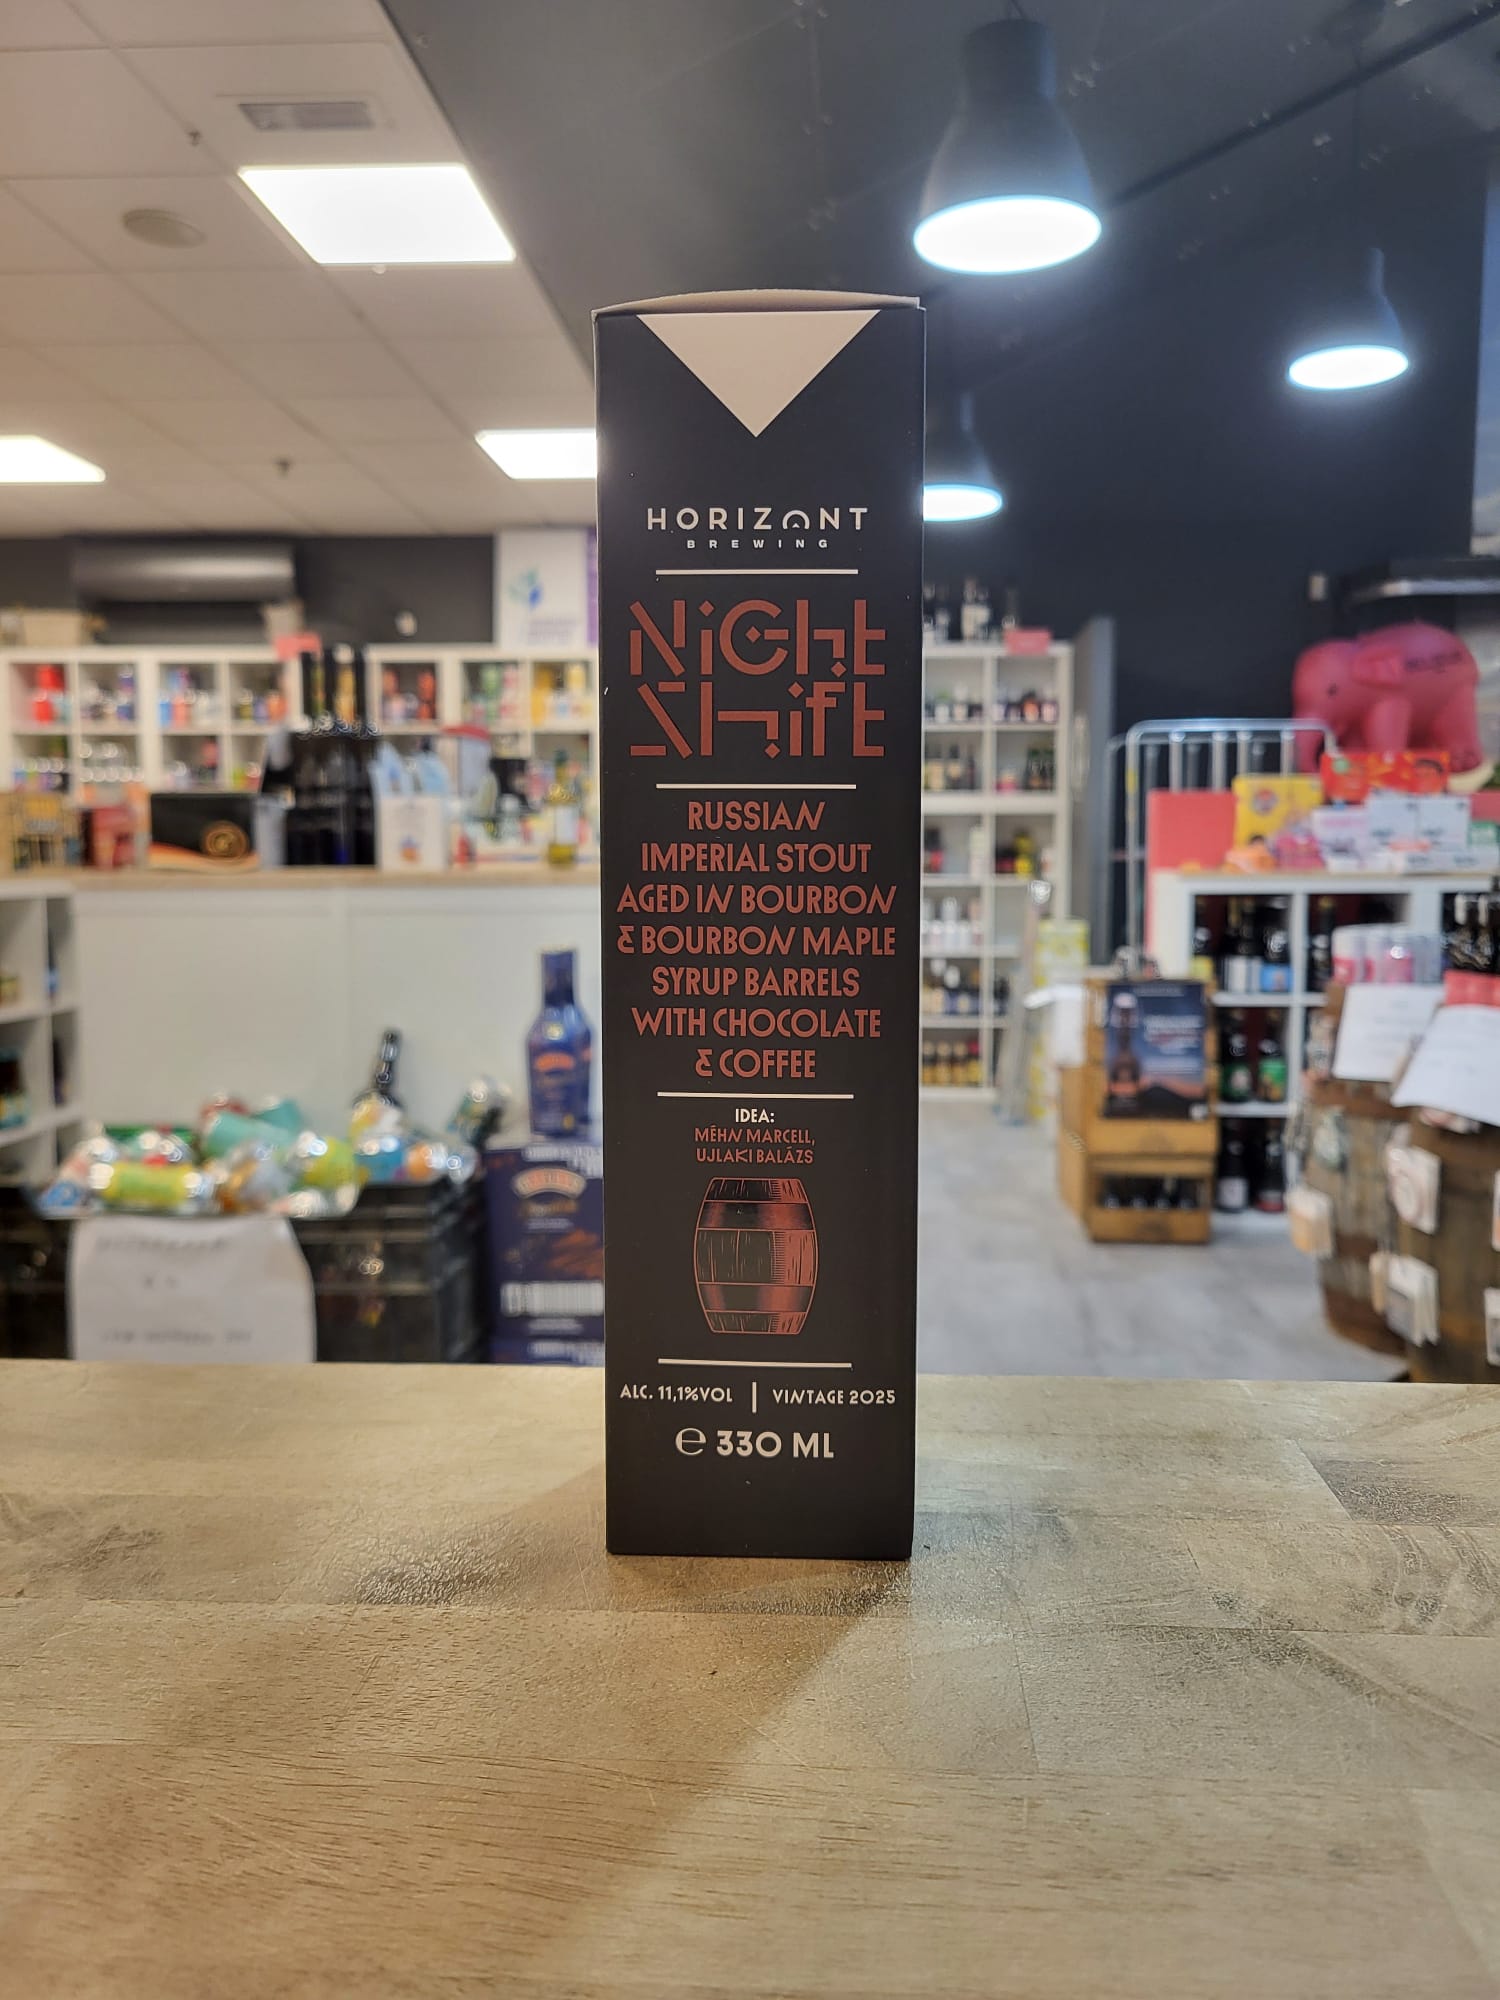 HORIZONT
BREWING
NIGHT
SHIFT
RUSSIAN
IMPERIAL STOUT
AGED IN BOURBON
& BOURBON MAPLE
SYRUP BARRELS
WITH CHOCOLATE
& COFFEE
IDEA:
MÉHN MARCELL,
UJLAKI BALÁZS
ALC. 11,1%VOL | VINTAGE 2025
℮ 330 ML